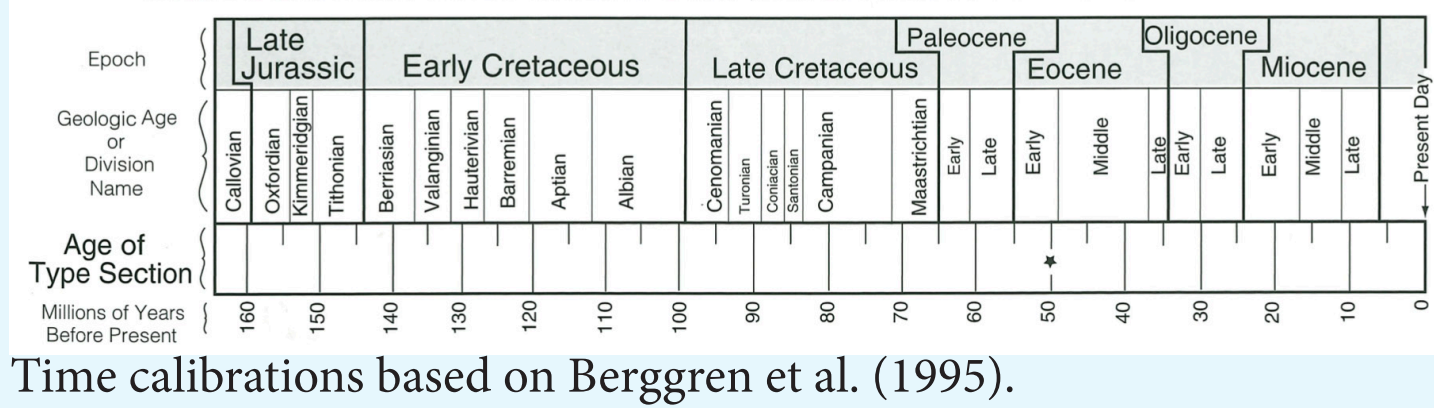 Epoch
Late
Jurassic
Early Cretaceous
Late Cretaceous
Paleocene
Eocene
Oligocene
Miocene
Geologic Age
or
Division
Name
Callovian
Oxfordian
Kimmeridgian
Tithonian
Berriasian
Valanginian
Hauterivian
Barremian
Aptian
Albian
Cenomanian
Turonian
Coniacian
Santonian
Campanian
Maastrichtian
Early
Late
Early
Middle
Late
Early
Late
Early
Middle
Late
Present Day
Age of
Type Section
Millions of Years
Before Present
160 150 140 130 120 110 100 90 80 70 60 50 40 30 20 10 0
Time calibrations based on Berggren et al. (1995).